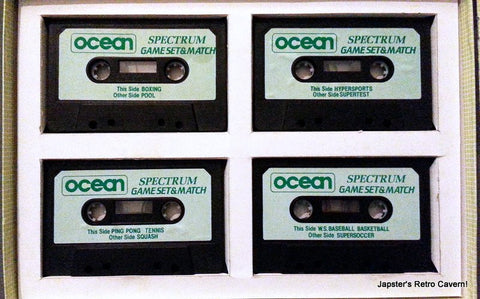 ocean SPECTRUM
GAME SET & MATCH
This Side BOXING
Other Side POOL
ocean SPECTRUM
GAME SET & MATCH
This Side HYPERSPORTS
Other Side SUPERTEST
ocean SPECTRUM
GAME SET & MATCH
This Side PING PONG TENNIS
Other Side SQUASH
ocean SPECTRUM
GAME SET & MATCH
This Side W.S. BASEBALL BASKETBALL
Other Side SUPERSOCCER
Japster's Retro Cavern!